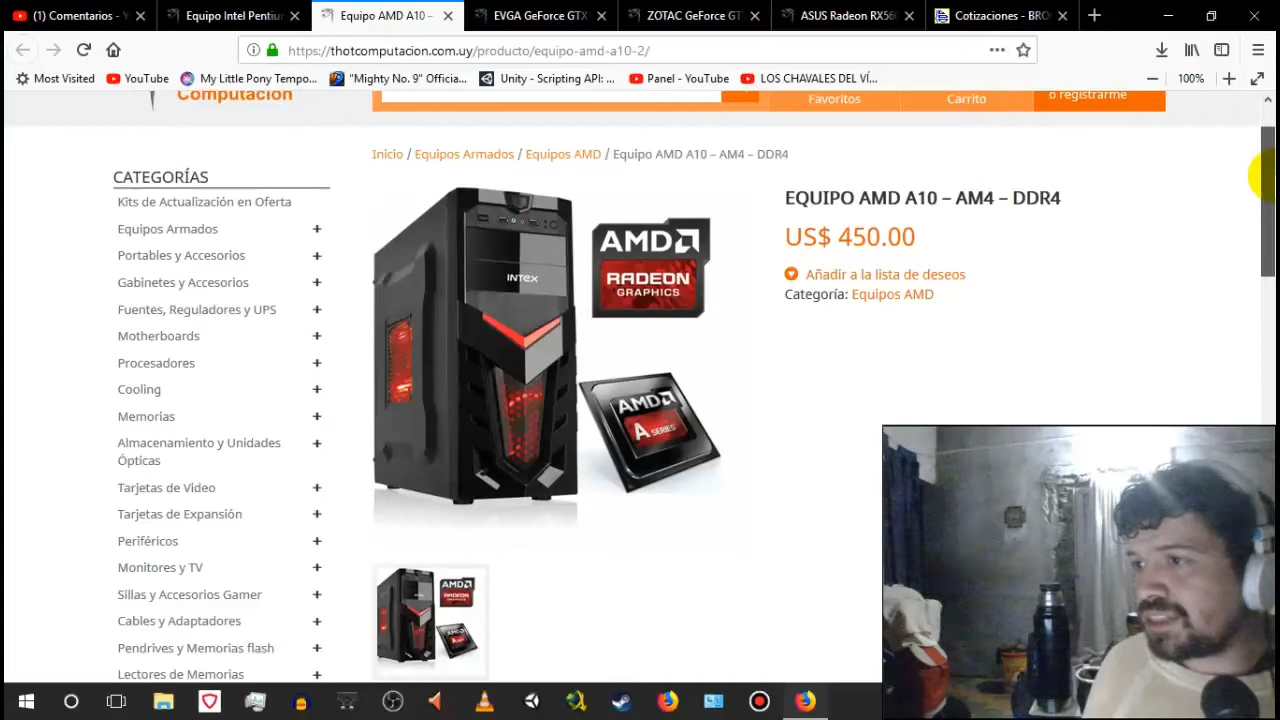 (1) Comentarios - Y
Equipo Intel Pentiu
Equipo AMD A10 –
EVGA GeForce GTX
ZOTAC GeForce GT
ASUS Radeon RX56
Cotizaciones - BRO
https://thotcomputacion.com.uy/producto/equipo-amd-a10-2/
Most Visited
YouTube
My Little Pony Tempo...
"Mighty No. 9" Officia...
Unity - Scripting API: ...
Panel - YouTube
LOS CHAVALES DEL VÍ...
100%
Computación
Favoritos
Carrito
o registrarme
Inicio / Equipos Armados / Equipos AMD / Equipo AMD A10 – AM4 – DDR4
CATEGORÍAS
Kits de Actualización en Oferta
Equipos Armados +
Portables y Accesorios +
Gabinetes y Accesorios +
Fuentes, Reguladores y UPS +
Motherboards +
Procesadores +
Cooling +
Memorias +
Almacenamiento y Unidades +
Ópticas
Tarjetas de Video +
Tarjetas de Expansión +
Periféricos +
Monitores y TV +
Sillas y Accesorios Gamer +
Cables y Adaptadores +
Pendrives y Memorias flash +
Lectores de Memorias +
INTEX
AMD
RADEON
GRAPHICS
AMD
A SERIES
EQUIPO AMD A10 – AM4 – DDR4
US$ 450.00
Añadir a la lista de deseos
Categoría: Equipos AMD
AMD
RADEON
AMD